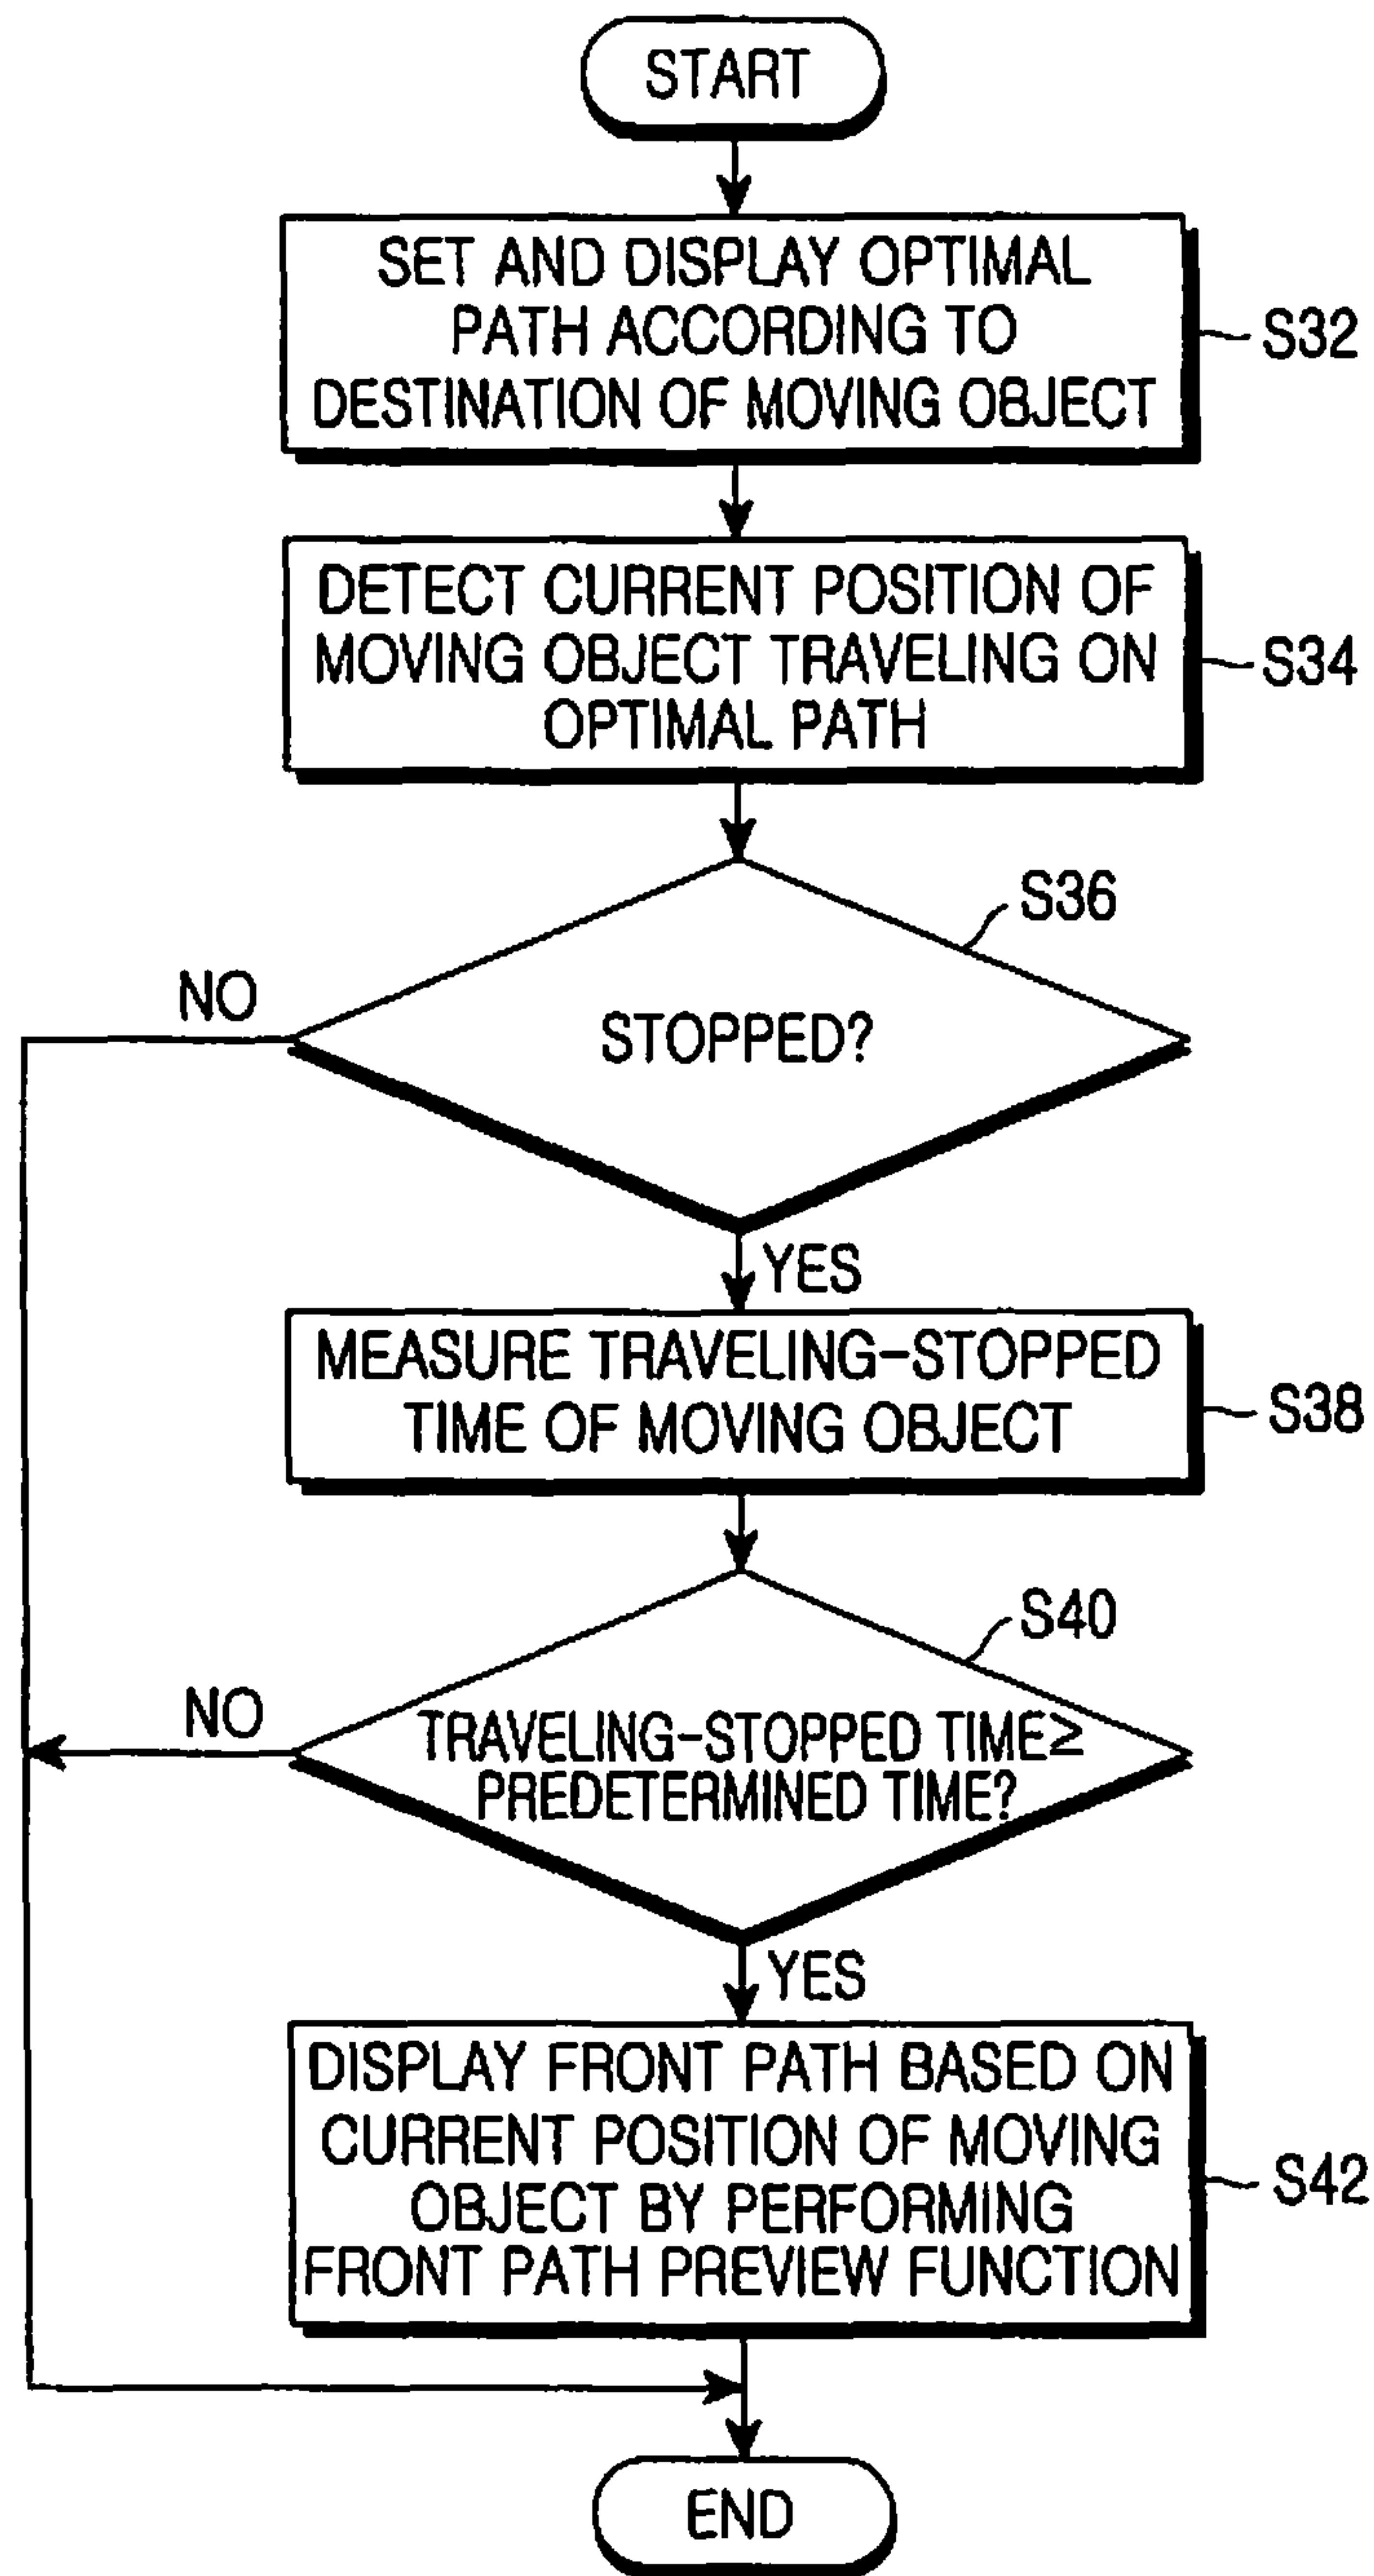 START
SET AND DISPLAY OPTIMAL
PATH ACCORDING TO
DESTINATION OF MOVING OBJECT
S32
DETECT CURRENT POSITION OF
MOVING OBJECT TRAVELING ON
OPTIMAL PATH
S34
S36
NO
STOPPED?
YES
MEASURE TRAVELING-STOPPED
TIME OF MOVING OBJECT
S38
S40
NO
TRAVELING-STOPPED TIME≥
PREDETERMINED TIME?
YES
DISPLAY FRONT PATH BASED ON
CURRENT POSITION OF MOVING
OBJECT BY PERFORMING
FRONT PATH PREVIEW FUNCTION
S42
END